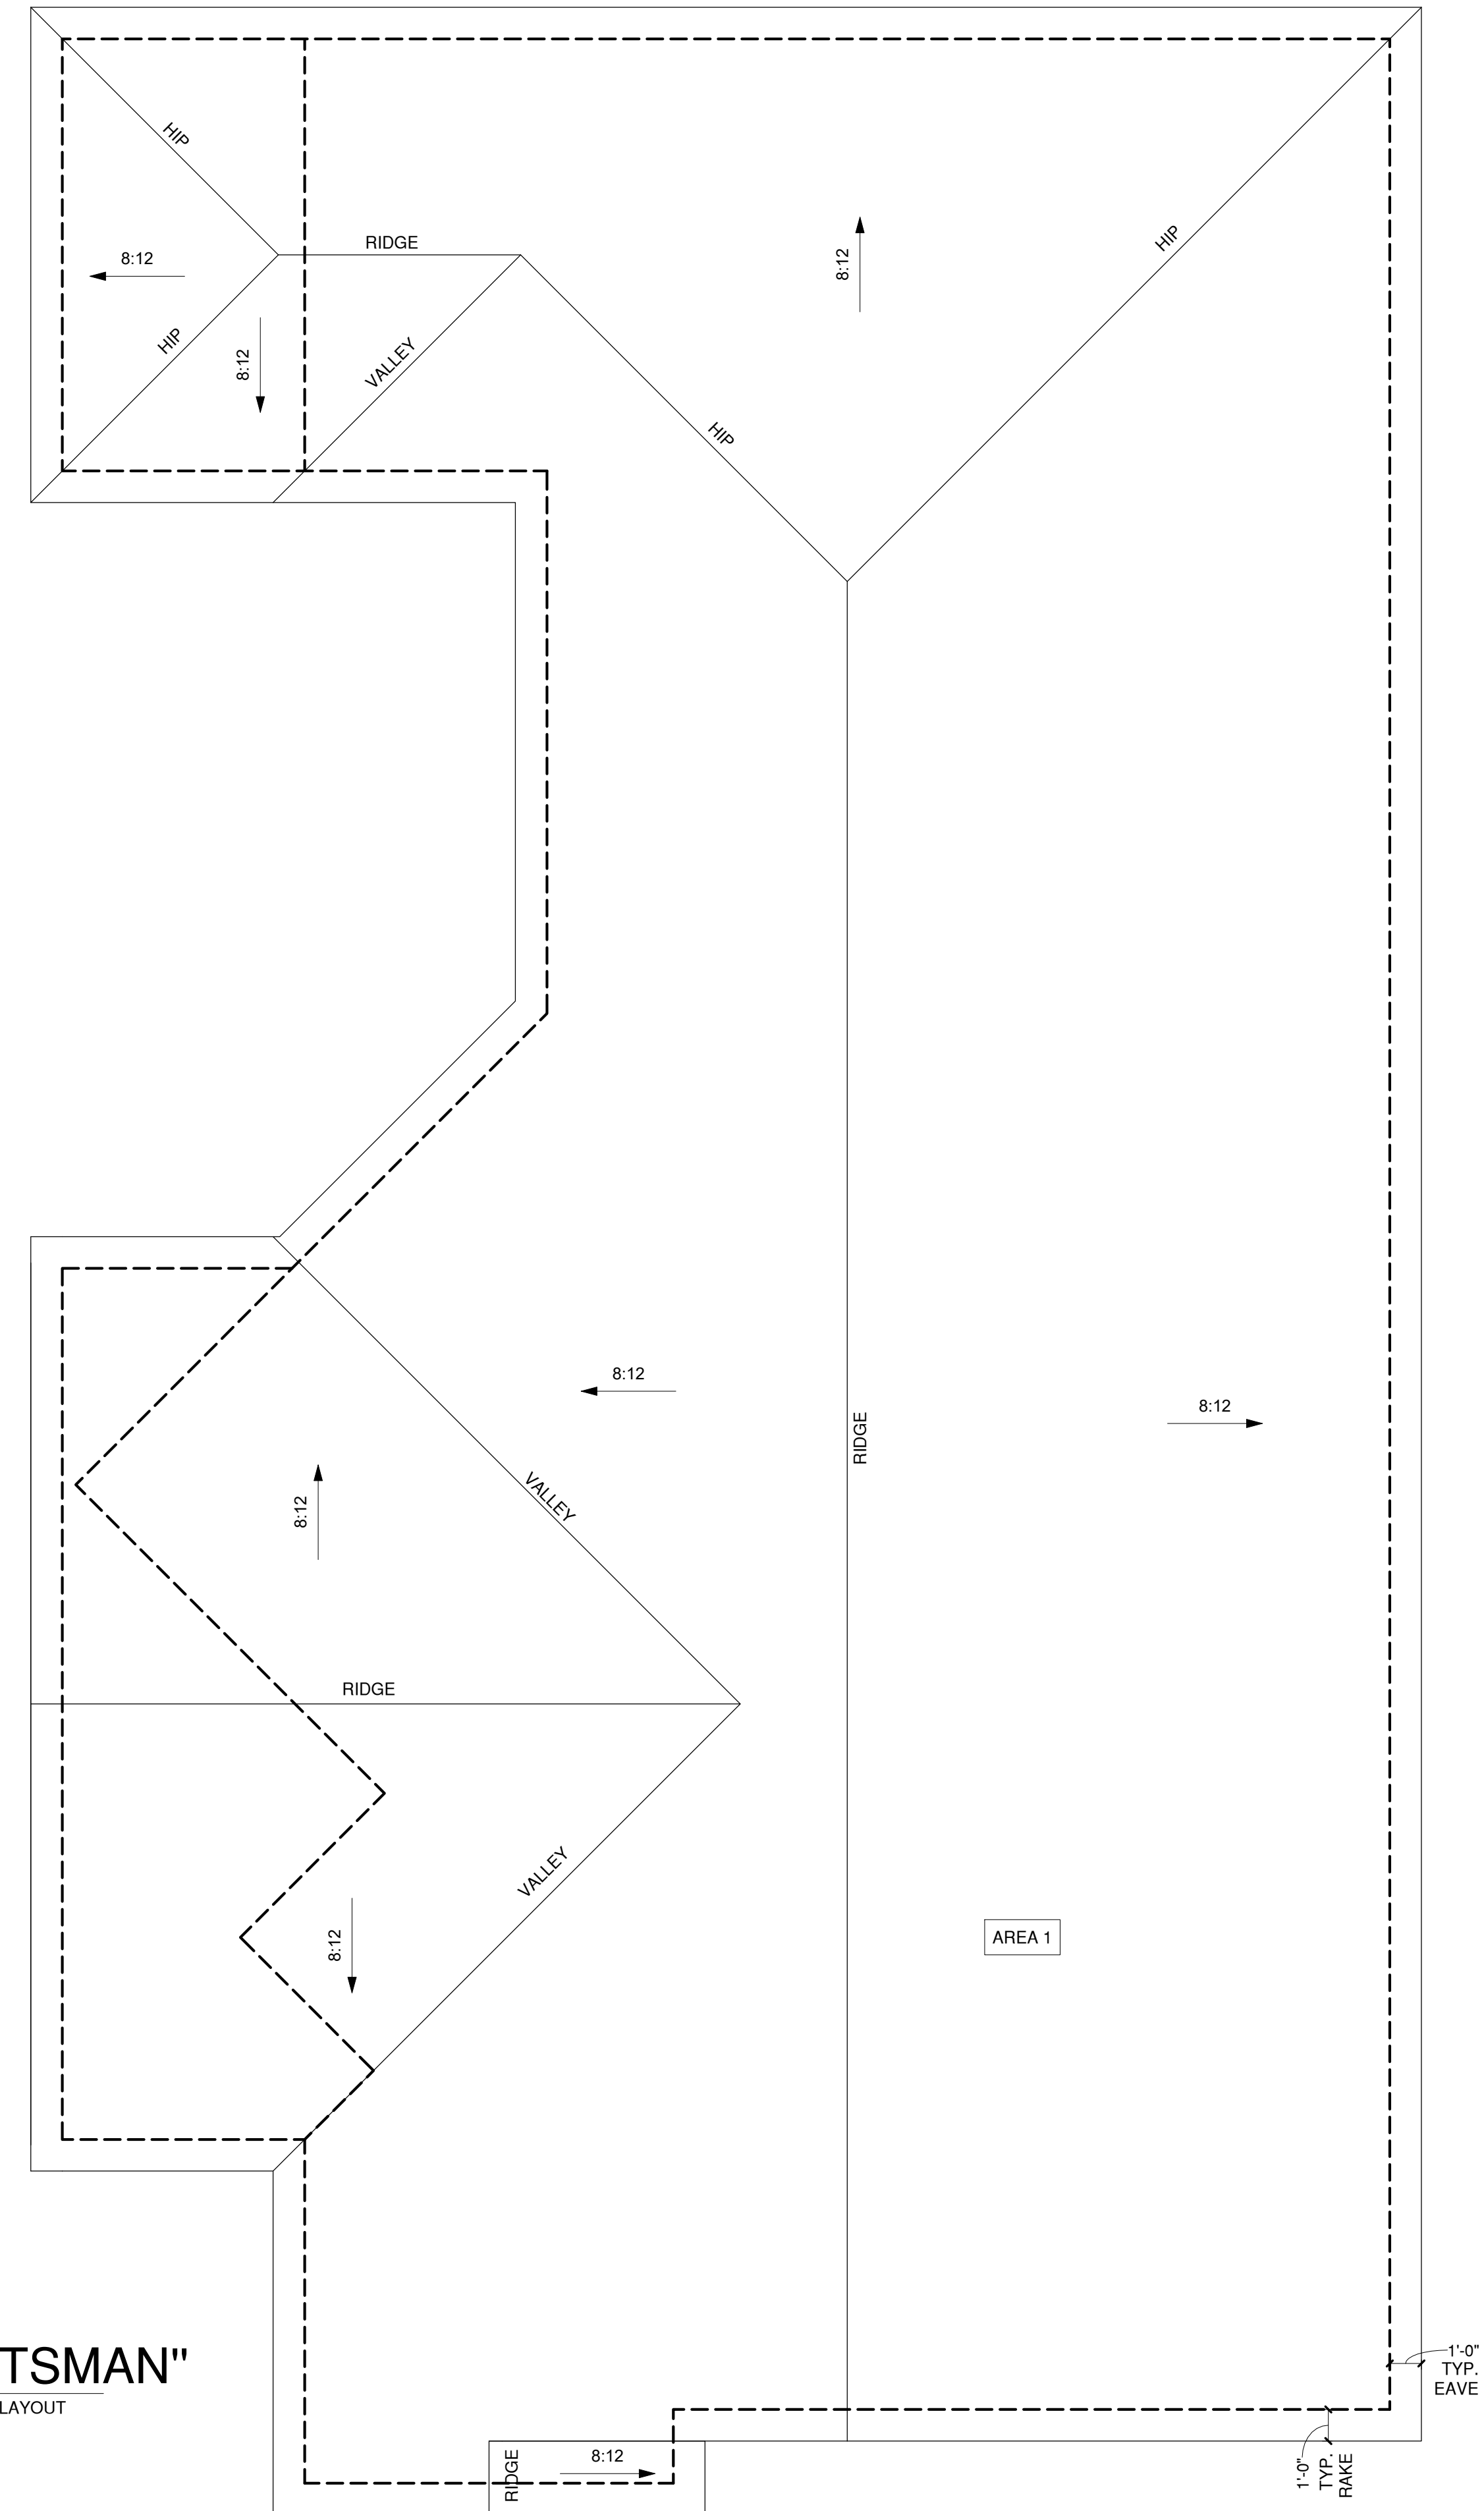 HIP
RIDGE
8:12
HIP
8:12
VALLEY
8:12
HIP
HIP
8:12
8:12
RIDGE
VALLEY
8:12
RIDGE
VALLEY
8:12
AREA 1
TSMAN"
LAYOUT
1'-0"
TYP.
EAVE
RIDGE
8:12
1'-0"
TYP.
RAKE